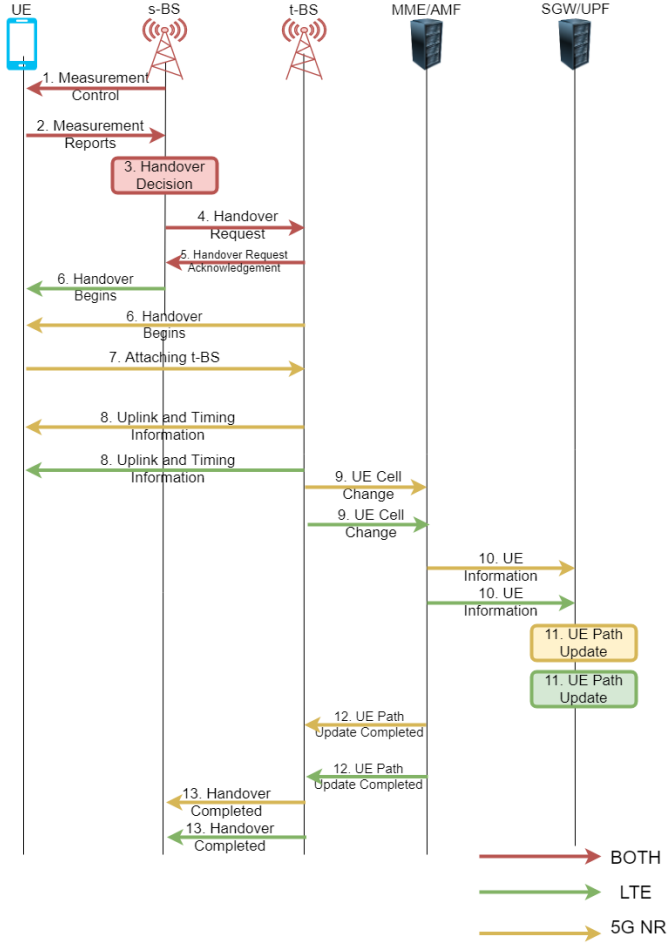 UE
s-BS
t-BS
MME/AMF
SGW/UPF
1. Measurement
Control
2. Measurement
Reports
3. Handover
Decision
4. Handover
Request
5. Handover Request
Acknowledgement
6. Handover
Begins
6. Handover
Begins
7. Attaching t-BS
8. Uplink and Timing
Information
8. Uplink and Timing
Information
9. UE Cell
Change
9. UE Cell
Change
10. UE
Information
10. UE
Information
11. UE Path
Update
11. UE Path
Update
12. UE Path
Update Completed
12. UE Path
Update Completed
13. Handover
Completed
13. Handover
Completed
BOTH
LTE
5G NR